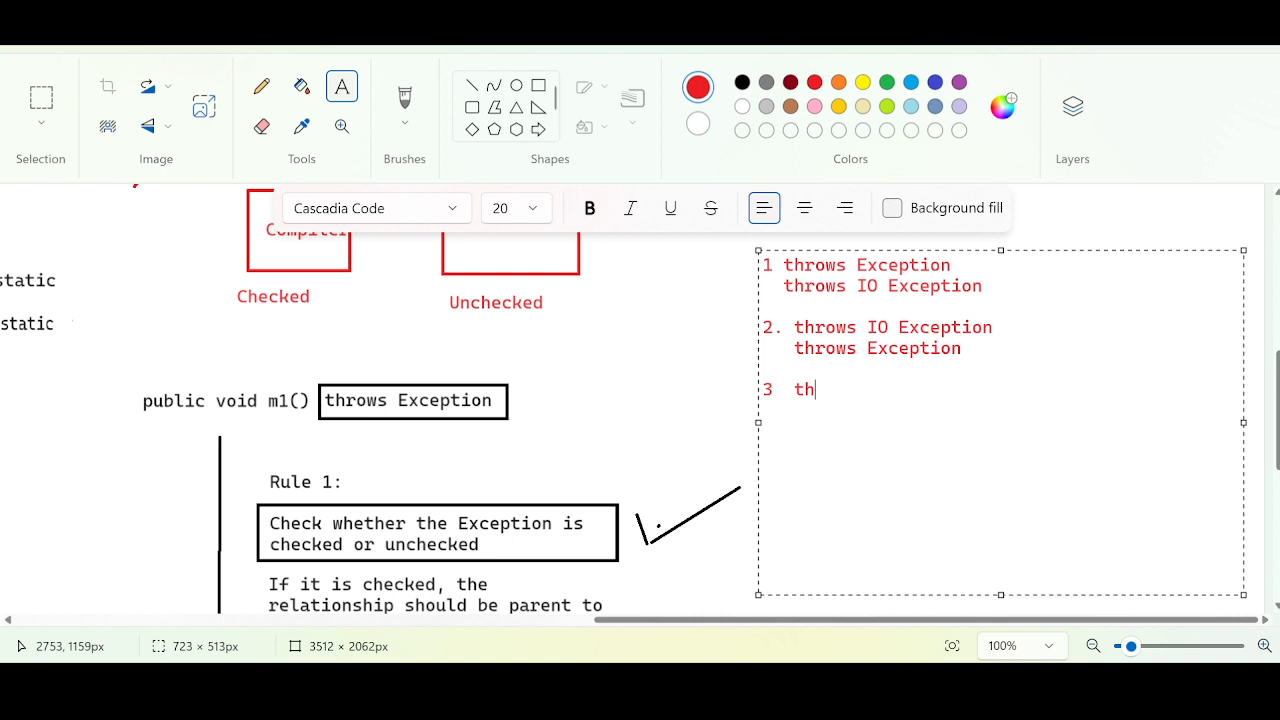 Selection
Image
Tools
Brushes
Shapes
Colors
Layers
Cascadia Code
20
Background fill
Compiler
Checked
Unchecked
static
static
public void m1() throws Exception
Rule 1:
Check whether the Exception is
checked or unchecked
If it is checked, the
relationship should be parent to
1 throws Exception
throws IO Exception
2. throws IO Exception
throws Exception
3 th
2753, 1159px
723 × 513px
3512 × 2062px
100%